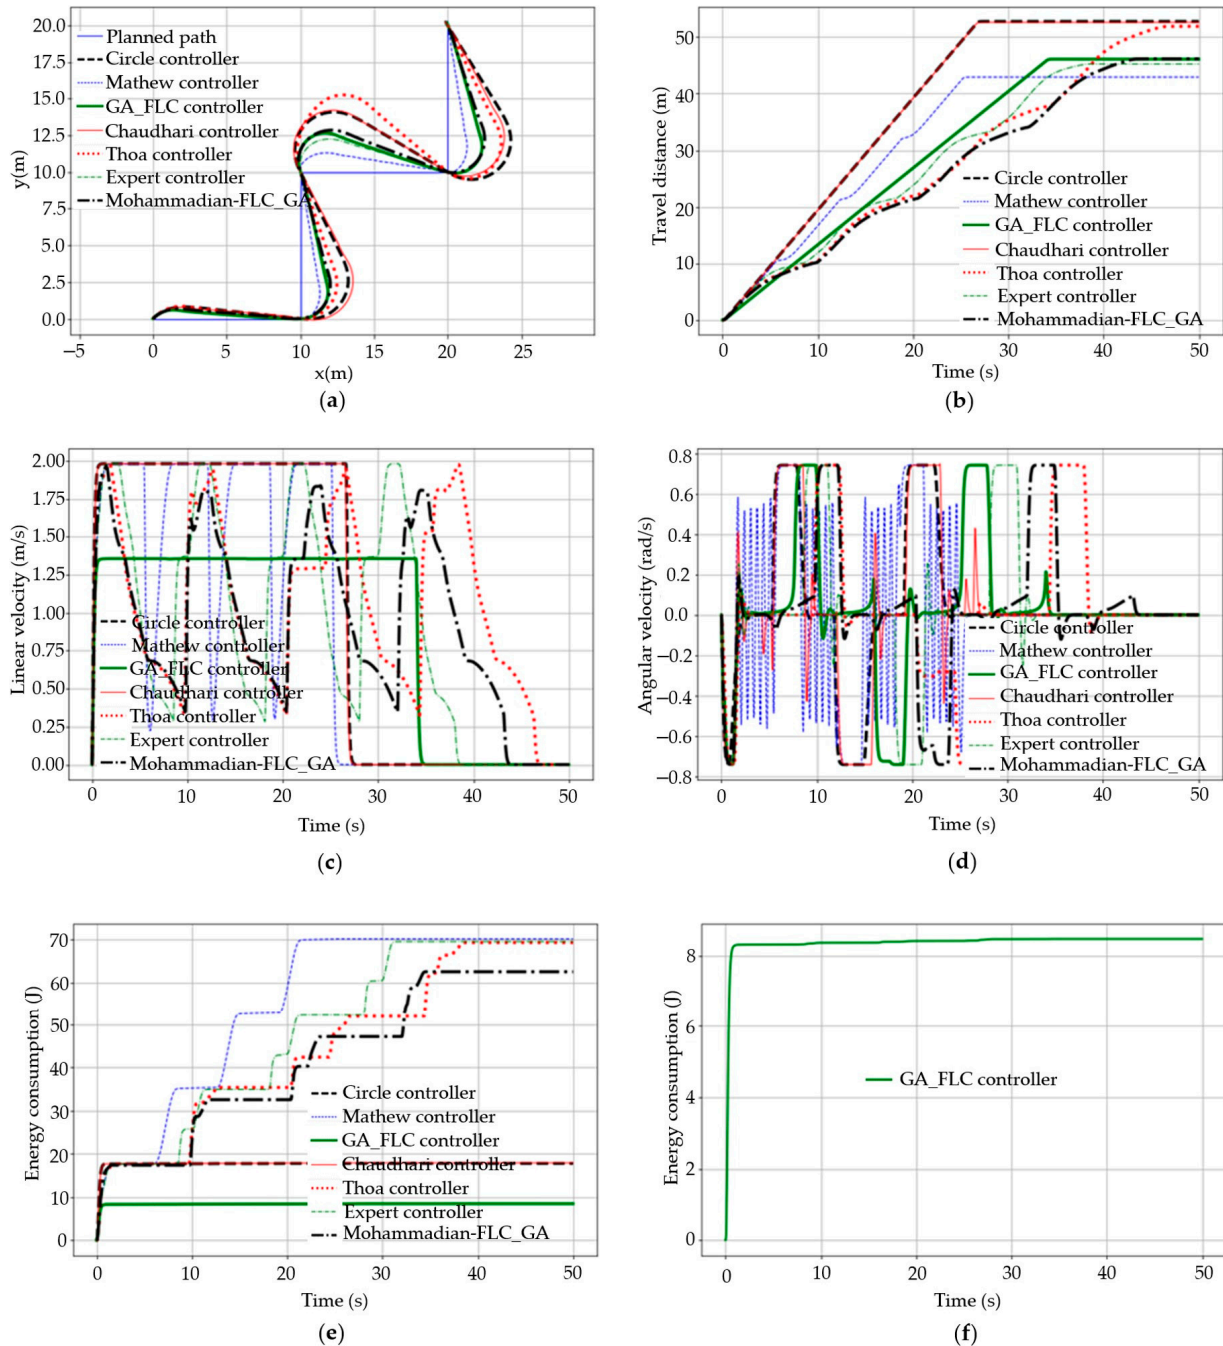 20.0
17.5
15.0
12.5
10.0
7.5
5.0
2.5
0.0
y(m)
Planned path
Circle controller
Mathew controller
GA_FLC controller
Chaudhari controller
Thoa controller
Expert controller
Mohammadian-FLC_GA
−5 0 5 10 15 20 25
x(m)
(a)
50
40
30
20
10
0
Travel distance (m)
Circle controller
Mathew controller
GA_FLC controller
Chaudhari controller
Thoa controller
Expert controller
Mohammadian-FLC_GA
0 10 20 30 40 50
Time (s)
(b)
2.00
1.75
1.50
1.25
1.00
0.75
0.50
0.25
0.00
Linear velocity (m/s)
Circle controller
Mathew controller
GA_FLC controller
Chaudhari controller
Thoa controller
Expert controller
Mohammadian-FLC_GA
0 10 20 30 40 50
Time (s)
(c)
0.8
0.6
0.4
0.2
0.0
−0.2
−0.4
−0.6
−0.8
Angular velocity (rad/s)
Circle controller
Mathew controller
GA_FLC controller
Chaudhari controller
Thoa controller
Expert controller
Mohammadian-FLC_GA
0 10 20 30 40 50
Time (s)
(d)
70
60
50
40
30
20
10
0
Energy consumption (J)
Circle controller
Mathew controller
GA_FLC controller
Chaudhari controller
Thoa controller
Expert controller
Mohammadian-FLC_GA
0 10 20 30 40 50
Time (s)
(e)
8
6
4
2
0
Energy consumption (J)
GA_FLC controller
0 10 20 30 40 50
Time (s)
(f)